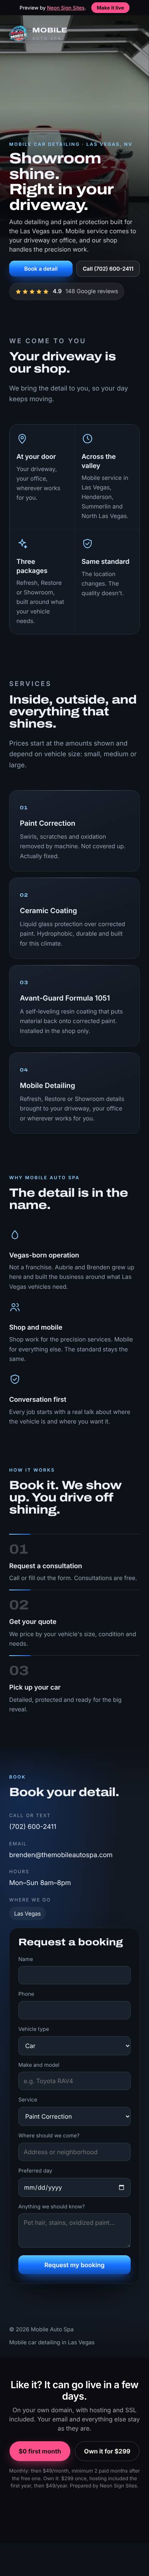 Preview by Neon Sign Sites. Make it live
MOBILE
AUTO SPA
MOBILE CAR DETAILING · LAS VEGAS, NV
Showroom
shine.
Right in your
driveway.
Auto detailing and paint protection built for
the Las Vegas sun. Mobile service comes to
your driveway or office, and our shop
handles the precision work.
Book a detail
Call (702) 600-2411
★★★★★ 4.9 148 Google reviews
WE COME TO YOU
Your driveway is
our shop.
We bring the detail to you, so your day
keeps moving.
At your door
Your driveway,
your office,
wherever works
for you.
Across the
valley
Mobile service in
Las Vegas,
Henderson,
Summerlin and
North Las Vegas.
Three
packages
Refresh, Restore
or Showroom,
built around what
your vehicle
needs.
Same standard
The location
changes. The
quality doesn't.
SERVICES
Inside, outside, and
everything that
shines.
Prices start at the amounts shown and
depend on vehicle size: small, medium or
large.
01
Paint Correction
Swirls, scratches and oxidation
removed by machine. Not covered up.
Actually fixed.
02
Ceramic Coating
Liquid glass protection over corrected
paint. Hydrophobic, durable and built
for this climate.
03
Avant-Guard Formula 1051
A self-leveling resin coating that puts
material back onto corrected paint.
Installed in the shop only.
04
Mobile Detailing
Refresh, Restore or Showroom details
brought to your driveway, your office
or wherever works for you.
WHY MOBILE AUTO SPA
The detail is in the
name.
Vegas-born operation
Not a franchise. Aubrie and Brenden grew up
here and built the business around what Las
Vegas vehicles need.
Shop and mobile
Shop work for the precision services. Mobile
for everything else. The standard stays the
same.
Conversation first
Every job starts with a real talk about where
the vehicle is and where you want it.
HOW IT WORKS
Book it. We show
up. You drive off
shining.
01
Request a consultation
Call or fill out the form. Consultations are free.
02
Get your quote
We price by your vehicle's size, condition and
needs.
03
Pick up your car
Detailed, protected and ready for the big
reveal.
BOOK
Book your detail.
CALL OR TEXT
(702) 600-2411
EMAIL
brenden@themobileautospa.com
HOURS
Mon–Sun 8am–8pm
WHERE WE GO
Las Vegas
Request a booking
Name
Phone
Vehicle type
Car
Make and model
e.g. Toyota RAV4
Service
Paint Correction
Where should we come?
Address or neighborhood
Preferred day
mm/dd/yyyy
Anything we should know?
Pet hair, stains, oxidized paint...
Request my booking
© 2026 Mobile Auto Spa
Mobile car detailing in Las Vegas
Like it? It can go live in a few
days.
On your own domain, with hosting and SSL
included. Your email and everything else stay
as they are.
$0 first month
Own it for $299
Monthly: then $49/month, minimum 2 paid months after
the free one. Own it: $299 once, hosting included the
first year, then $49/year. Prepared by Neon Sign Sites.